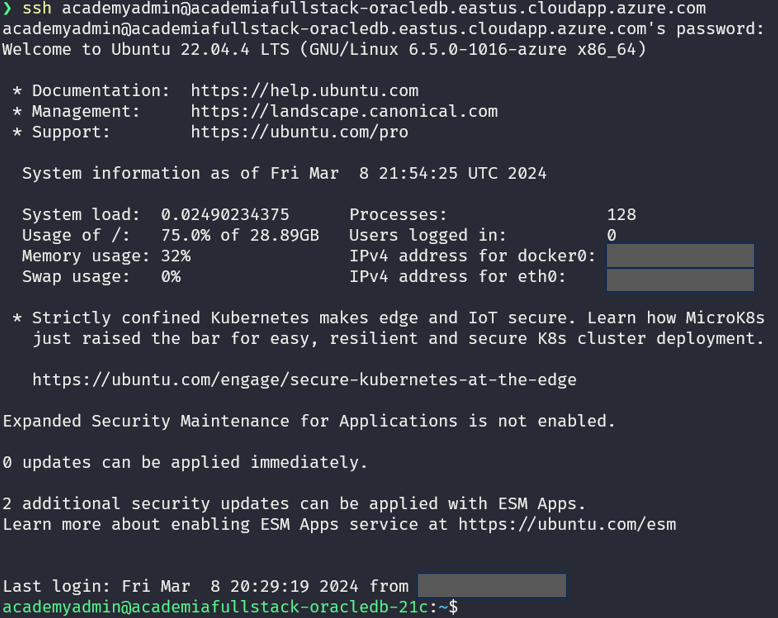 ❯ ssh academyadmin@academiafullstack-oracledb.eastus.cloudapp.azure.com
academyadmin@academiafullstack-oracledb.eastus.cloudapp.azure.com's password:
Welcome to Ubuntu 22.04.4 LTS (GNU/Linux 6.5.0-1016-azure x86_64)
* Documentation: https://help.ubuntu.com
* Management: https://landscape.canonical.com
* Support: https://ubuntu.com/pro
System information as of Fri Mar 8 21:54:25 UTC 2024
System load: 0.02490234375 Processes: 128
Usage of /: 75.0% of 28.89GB Users logged in: 0
Memory usage: 32% IPv4 address for docker0:
Swap usage: 0% IPv4 address for eth0:
* Strictly confined Kubernetes makes edge and IoT secure. Learn how MicroK8s
just raised the bar for easy, resilient and secure K8s cluster deployment.
https://ubuntu.com/engage/secure-kubernetes-at-the-edge
Expanded Security Maintenance for Applications is not enabled.
0 updates can be applied immediately.
2 additional security updates can be applied with ESM Apps.
Learn more about enabling ESM Apps service at https://ubuntu.com/esm
Last login: Fri Mar 8 20:29:19 2024 from
academyadmin@academiafullstack-oracledb-21c:~$